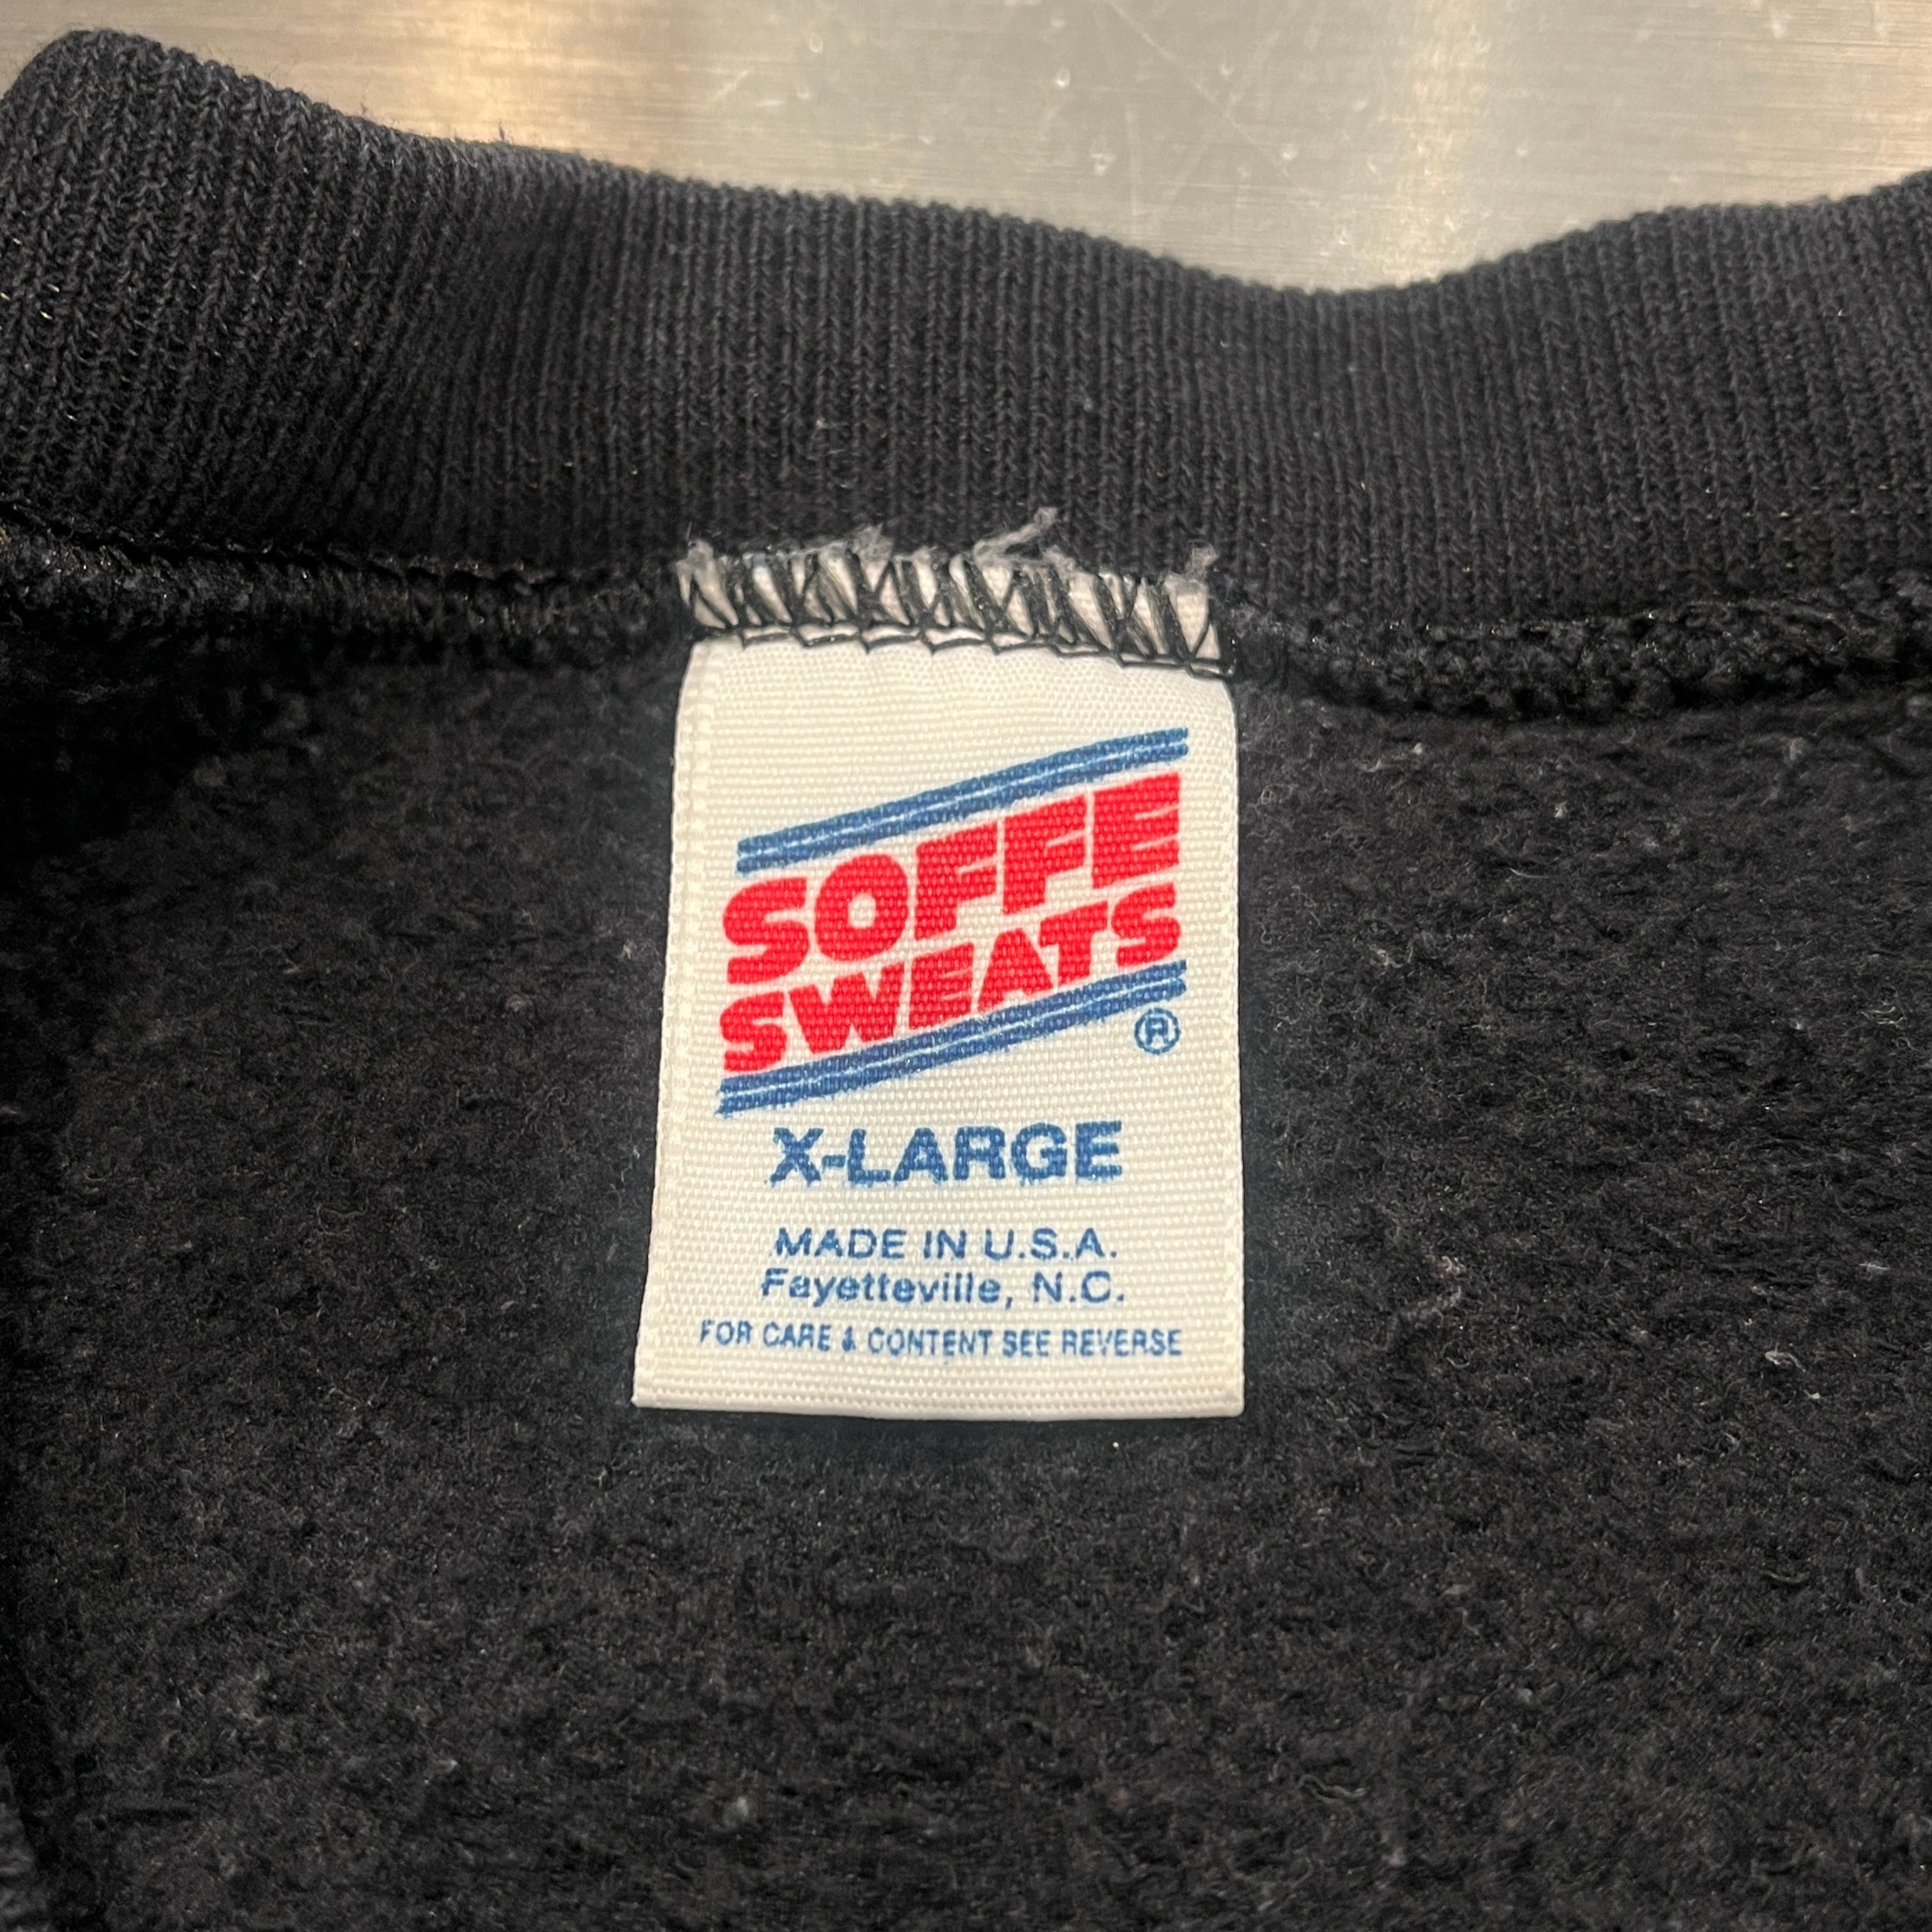 SOFFE
SWEATS
®
X-LARGE
MADE IN U.S.A.
Fayetteville, N.C.
FOR CARE & CONTENT SEE REVERSE